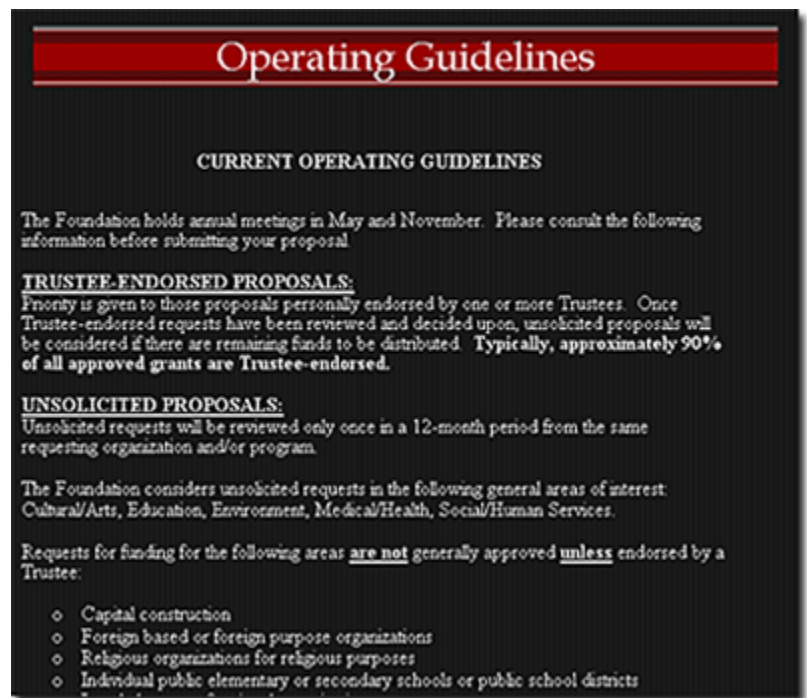 Operating Guidelines
CURRENT OPERATING GUIDELINES
The Foundation holds annual meetings in May and November. Please consult the following
information before submitting your proposal.
TRUSTEE-ENDORSED PROPOSALS:
Priority is given to those proposals personally endorsed by one or more Trustees. Once
Trustee-endorsed requests have been reviewed and decided upon, unsolicited proposals will
be considered if there are remaining funds to be distributed. Typically, approximately 90%
of all approved grants are Trustee-endorsed.
UNSOLICITED PROPOSALS:
Unsolicited requests will be reviewed only once in a 12-month period from the same
requesting organization and/or program.
The Foundation considers unsolicited requests in the following general areas of interest:
Cultural/Arts, Education, Environment, Medical/Health, Social/Human Services.
Requests for funding for the following areas are not generally approved unless endorsed by a
Trustee:
o Capital construction
o Foreign based or foreign purpose organizations
o Religious organizations for religious purposes
o Individual public elementary or secondary schools or public school districts